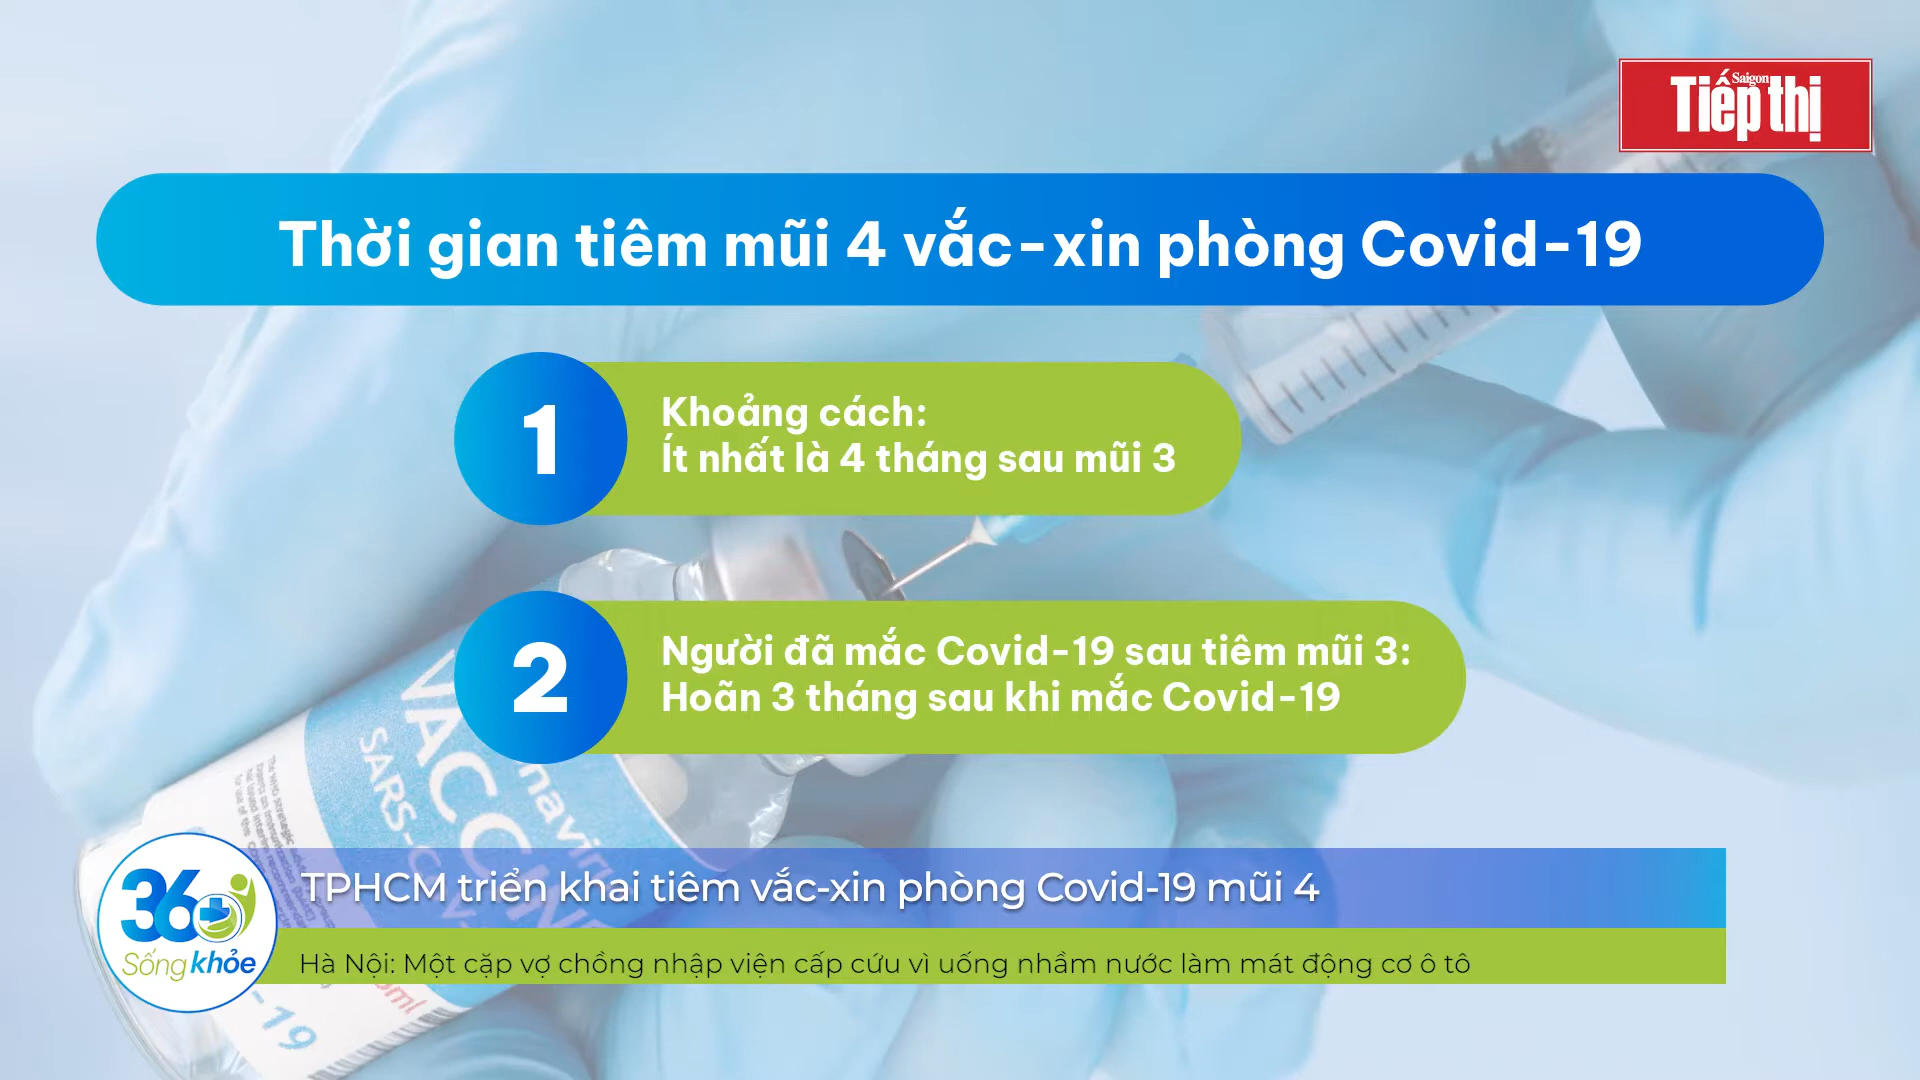 Saigon
Tiếp thị
Thời gian tiêm mũi 4 vắc-xin phòng Covid-19
1
Khoảng cách:
Ít nhất là 4 tháng sau mũi 3
2
Người đã mắc Covid-19 sau tiêm mũi 3:
Hoãn 3 tháng sau khi mắc Covid-19
VACC
SARS-C
navir
360
Sống khỏe
TPHCM triển khai tiêm vắc-xin phòng Covid-19 mũi 4
Hà Nội: Một cặp vợ chồng nhập viện cấp cứu vì uống nhầm nước làm mát động cơ ô tô
-19
ml